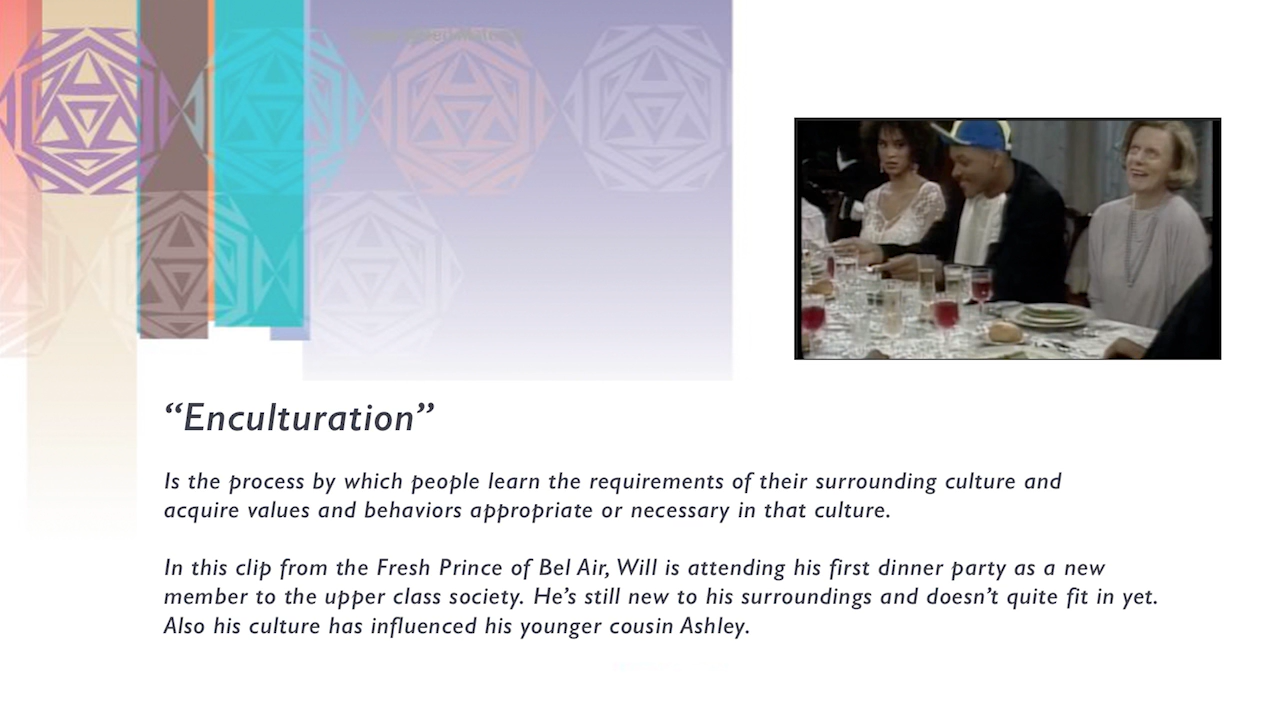 “Enculturation”
Is the process by which people learn the requirements of their surrounding culture and
acquire values and behaviors appropriate or necessary in that culture.
In this clip from the Fresh Prince of Bel Air, Will is attending his first dinner party as a new
member to the upper class society. He’s still new to his surroundings and doesn’t quite fit in yet.
Also his culture has influenced his younger cousin Ashley.